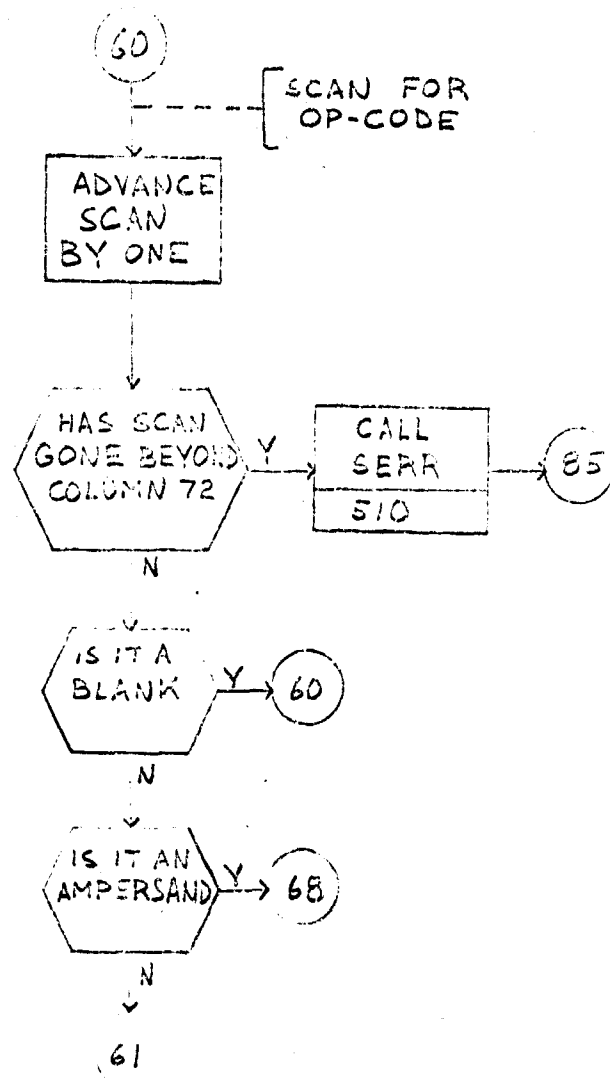 60
SCAN FOR
OP-CODE
ADVANCE
SCAN
BY ONE
HAS SCAN
GONE BEYOND
COLUMN 72
Y
CALL
SERR
510
85
N
IS IT A
BLANK
Y
60
N
IS IT AN
AMPERSAND
Y
68
N
61